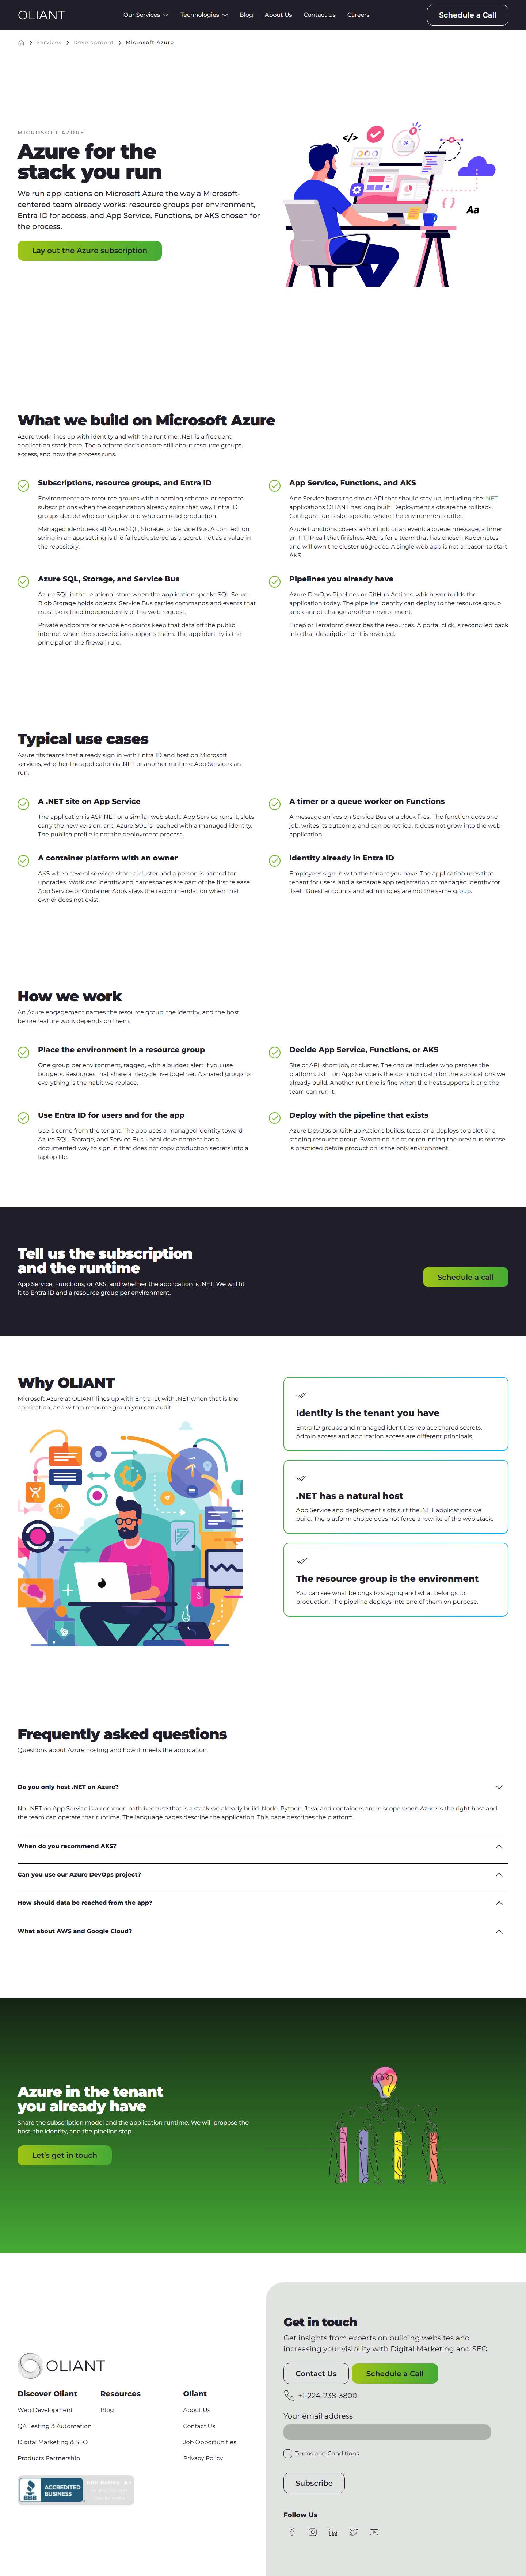 OLIANT
Our Services
Technologies
Blog
About Us
Contact Us
Careers
Schedule a Call
Services
Development
Microsoft Azure
MICROSOFT AZURE
Azure for the
stack you run
We run applications on Microsoft Azure the way a Microsoft-
centered team already works: resource groups per environment,
Entra ID for access, and App Service, Functions, or AKS chosen for
the process.
Lay out the Azure subscription
</>
{ }
Aa
What we build on Microsoft Azure
Azure work lines up with identity and with the runtime. .NET is a frequent
application stack here. The platform decisions are still about resource groups,
access, and how the process runs.
Subscriptions, resource groups, and Entra ID
Environments are resource groups with a naming scheme, or separate
subscriptions when the organization already splits that way. Entra ID
groups decide who can deploy and who can read production.
Managed identities call Azure SQL, Storage, or Service Bus. A connection
string in an app setting is the fallback, stored as a secret, not as a value in
the repository.
App Service, Functions, and AKS
App Service hosts the site or API that should stay up, including the .NET
applications OLIANT has long built. Deployment slots are the rollback.
Configuration is slot-specific where the environments differ.
Azure Functions covers a short job or an event: a queue message, a timer,
an HTTP call that finishes. AKS is for a team that has chosen Kubernetes
and will own the cluster upgrades. A single web app is not a reason to start
AKS.
Azure SQL, Storage, and Service Bus
Azure SQL is the relational store when the application speaks SQL Server.
Blob Storage holds objects. Service Bus carries commands and events that
must be retried independently of the web request.
Private endpoints or service endpoints keep that data off the public
internet when the subscription supports them. The app identity is the
principal on the firewall rule.
Pipelines you already have
Azure DevOps Pipelines or GitHub Actions, whichever builds the
application today. The pipeline identity can deploy to the resource group
and cannot change another environment.
Bicep or Terraform describes the resources. A portal click is reconciled back
into that description or it is reverted.
Typical use cases
Azure fits teams that already sign in with Entra ID and host on Microsoft
services, whether the application is .NET or another runtime App Service can
run.
A .NET site on App Service
The application is ASP.NET or a similar web stack. App Service runs it, slots
carry the new version, and Azure SQL is reached with a managed identity.
The publish profile is not the deployment process.
A timer or a queue worker on Functions
A message arrives on Service Bus or a clock fires. The function does one
job, writes its outcome, and can be retried. It does not grow into the web
application.
A container platform with an owner
AKS when several services share a cluster and a person is named for
upgrades. Workload identity and namespaces are part of the first release.
App Service or Container Apps stays the recommendation when that
owner does not exist.
Identity already in Entra ID
Employees sign in with the tenant you have. The application uses that
tenant for users, and a separate app registration or managed identity for
itself. Guest accounts and admin roles are not the same group.
How we work
An Azure engagement names the resource group, the identity, and the host
before feature work depends on them.
Place the environment in a resource group
One group per environment, tagged, with a budget alert if you use
budgets. Resources that share a lifecycle live together. A shared group for
everything is the habit we replace.
Decide App Service, Functions, or AKS
Site or API, short job, or cluster. The choice includes who patches the
platform. .NET on App Service is the common path for the applications we
already build. Another runtime is fine when the host supports it and the
team can run it.
Use Entra ID for users and for the app
Users come from the tenant. The app uses a managed identity toward
Azure SQL, Storage, and Service Bus. Local development has a
documented way to sign in that does not copy production secrets into a
laptop file.
Deploy with the pipeline that exists
Azure DevOps or GitHub Actions builds, tests, and deploys to a slot or a
staging resource group. Swapping a slot or rerunning the previous release
is practiced before production is the only environment.
Tell us the subscription
and the runtime
App Service, Functions, or AKS, and whether the application is .NET. We will fit
it to Entra ID and a resource group per environment.
Schedule a call
Why OLIANT
Microsoft Azure at OLIANT lines up with Entra ID, with .NET when that is the
application, and with a resource group you can audit.
Identity is the tenant you have
Entra ID groups and managed identities replace shared secrets.
Admin access and application access are different principals.
.NET has a natural host
App Service and deployment slots suit the .NET applications we
build. The platform choice does not force a rewrite of the web stack.
The resource group is the environment
You can see what belongs to staging and what belongs to
production. The pipeline deploys into one of them on purpose.
Frequently asked questions
Questions about Azure hosting and how it meets the application.
Do you only host .NET on Azure?
No. .NET on App Service is a common path because that is a stack we already build. Node, Python, Java, and containers are in scope when Azure is the right host and
the team can operate that runtime. The language pages describe the application. This page describes the platform.
When do you recommend AKS?
Can you use our Azure DevOps project?
How should data be reached from the app?
What about AWS and Google Cloud?
Azure in the tenant
you already have
Share the subscription model and the application runtime. We will propose the
host, the identity, and the pipeline step.
Let's get in touch
OLIANT
Discover Oliant
Web Development
QA Testing & Automation
Digital Marketing & SEO
Products Partnership
Resources
Blog
Oliant
About Us
Contact Us
Job Opportunities
Privacy Policy
BBB
ACCREDITED
BUSINESS
BBB Rating: A+
Get in touch
Get insights from experts on building websites and
increasing your visibility with Digital Marketing and SEO
Contact Us
Schedule a Call
+1-224-238-3800
Your email address
Terms and Conditions
Subscribe
Follow Us